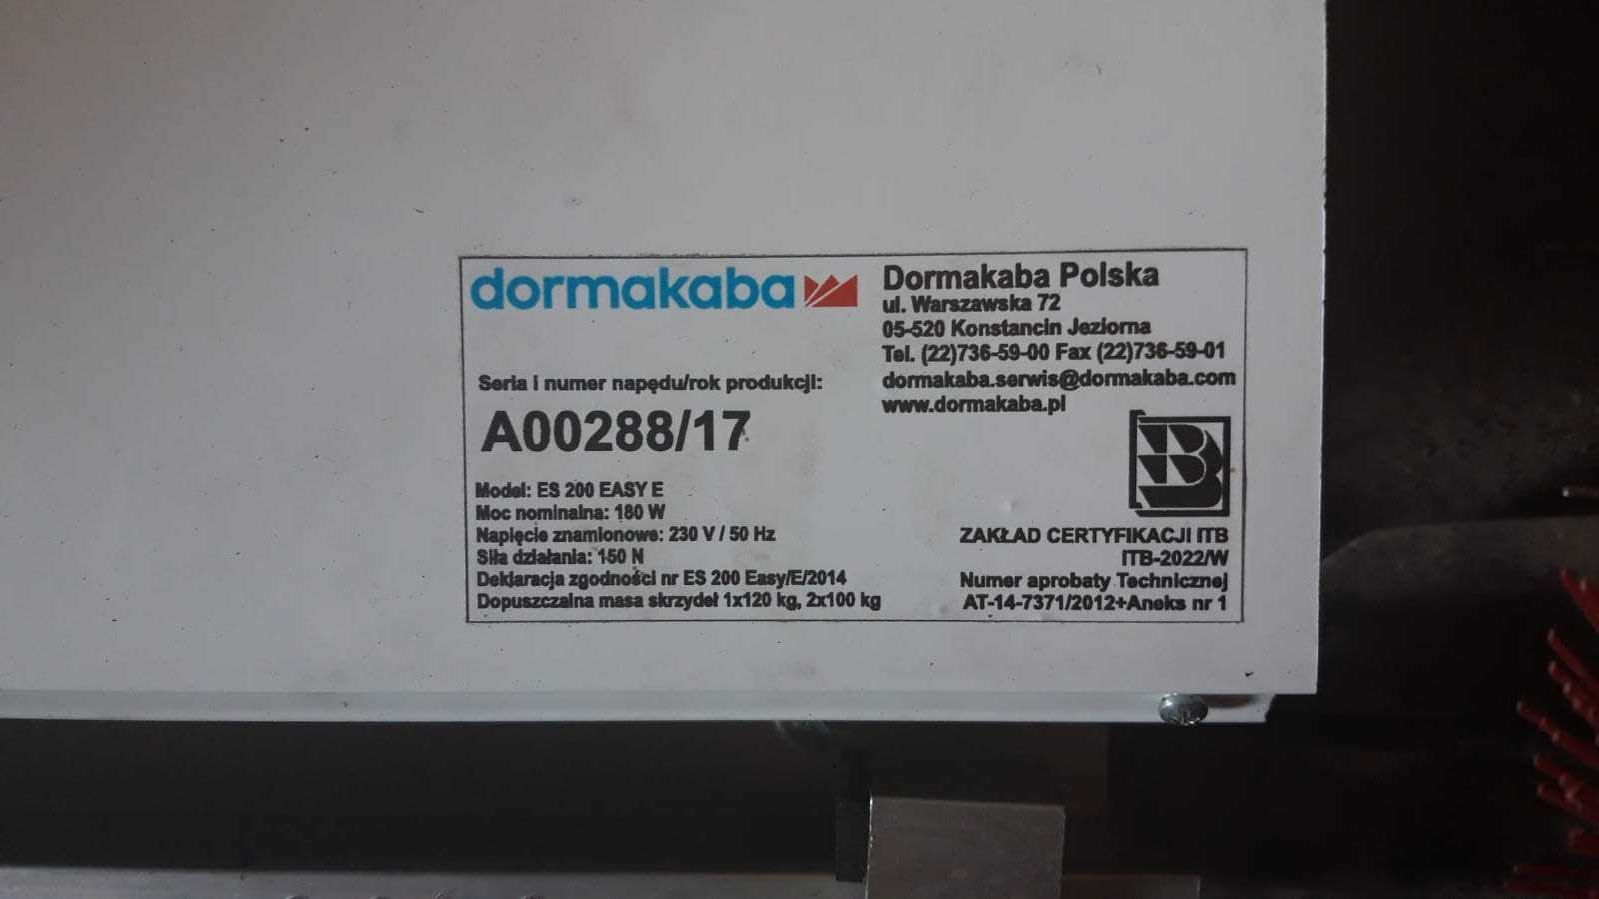 dormakaba
Dormakaba Polska
ul. Warszawska 72
05-520 Konstancin Jeziorna
Tel. (22)736-59-00 Fax (22)736-59-01
dormakaba.serwis@dormakaba.com
www.dormakaba.pl
Seria i numer napędu/rok produkcji:
A00288/17
Model: ES 200 EASY E
Moc nominalna: 180 W
Napięcie znamionowe: 230 V / 50 Hz
Siła działania: 150 N
Deklaracja zgodności nr ES 200 Easy/E/2014
Dopuszczalna masa skrzydeł 1x120 kg, 2x100 kg
B
ZAKŁAD CERTYFIKACJI ITB
ITB-2022/W
Numer aprobaty Technicznej
AT-14-7371/2012+Aneks nr 1